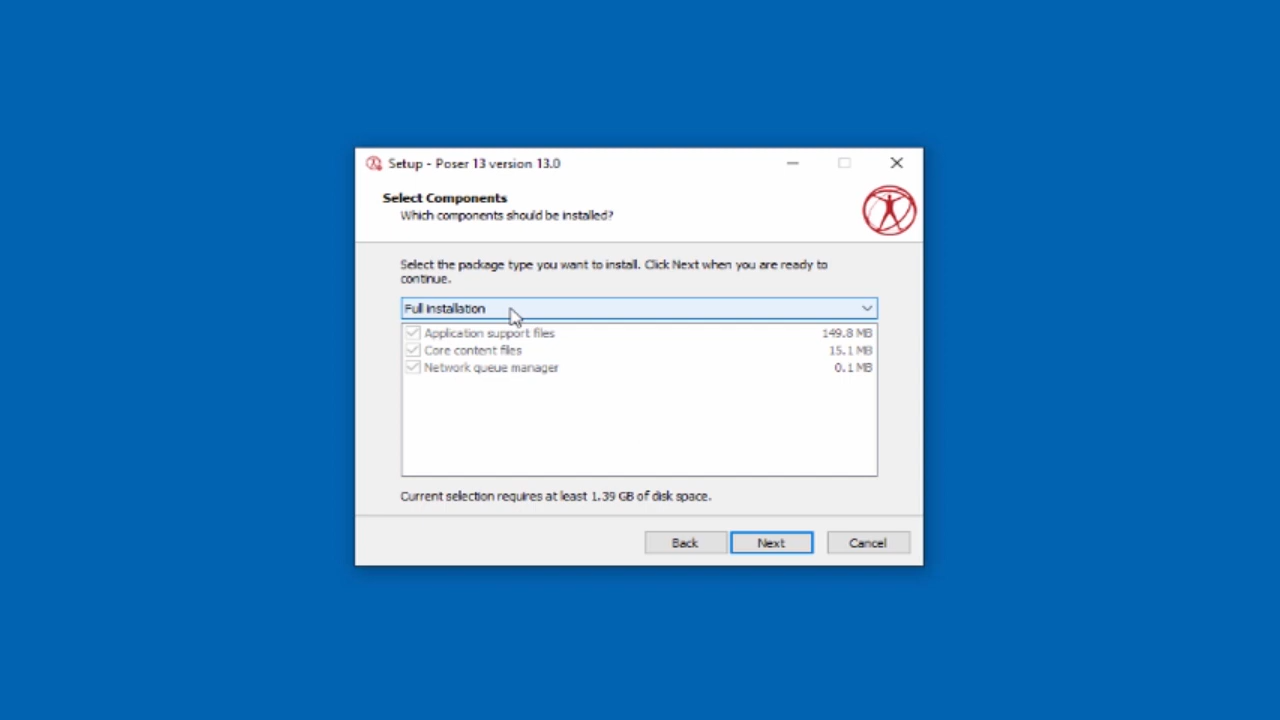 Setup - Poser 13 version 13.0
Select Components
Which components should be installed?
Select the package type you want to install. Click Next when you are ready to
continue.
Full installation
Application support files 149.8 MB
Core content files 15.1 MB
Network queue manager 0.1 MB
Current selection requires at least 1.39 GB of disk space.
Back Next Cancel